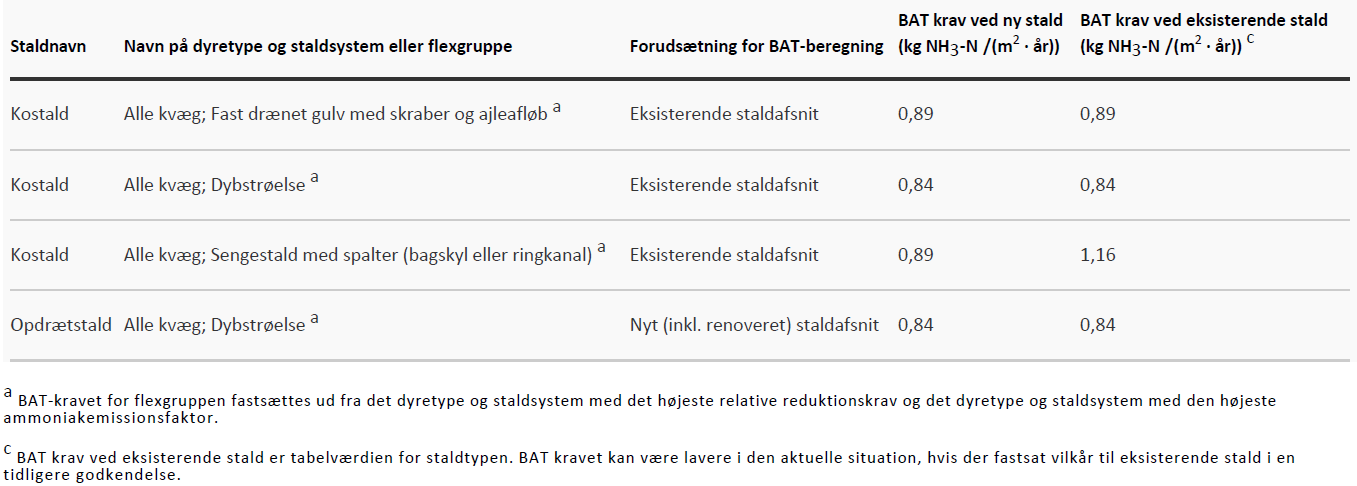 Staldnavn Navn på dyretype og staldsystem eller flexgruppe Forudsætning for BAT-beregning BAT krav ved ny stald (kg NH3-N /(m² · år)) BAT krav ved eksisterende stald (kg NH3-N /(m² · år)) c
Kostald Alle kvæg; Fast drænet gulv med skraber og ajleafløb a Eksisterende staldafsnit 0,89 0,89
Kostald Alle kvæg; Dybstrøelse a Eksisterende staldafsnit 0,84 0,84
Kostald Alle kvæg; Sengestald med spalter (bagskyl eller ringkanal) a Eksisterende staldafsnit 0,89 1,16
Opdrætstald Alle kvæg; Dybstrøelse a Nyt (inkl. renoveret) staldafsnit 0,84 0,84
a BAT-kravet for flexgruppen fastsættes ud fra det dyretype og staldsystem med det højeste relative reduktionskrav og det dyretype og staldsystem med den højeste
ammoniakemissionsfaktor.
c BAT krav ved eksisterende stald er tabelværdien for staldtypen. BAT kravet kan være lavere i den aktuelle situation, hvis der fastsat vilkår til eksisterende stald i en
tidligere godkendelse.